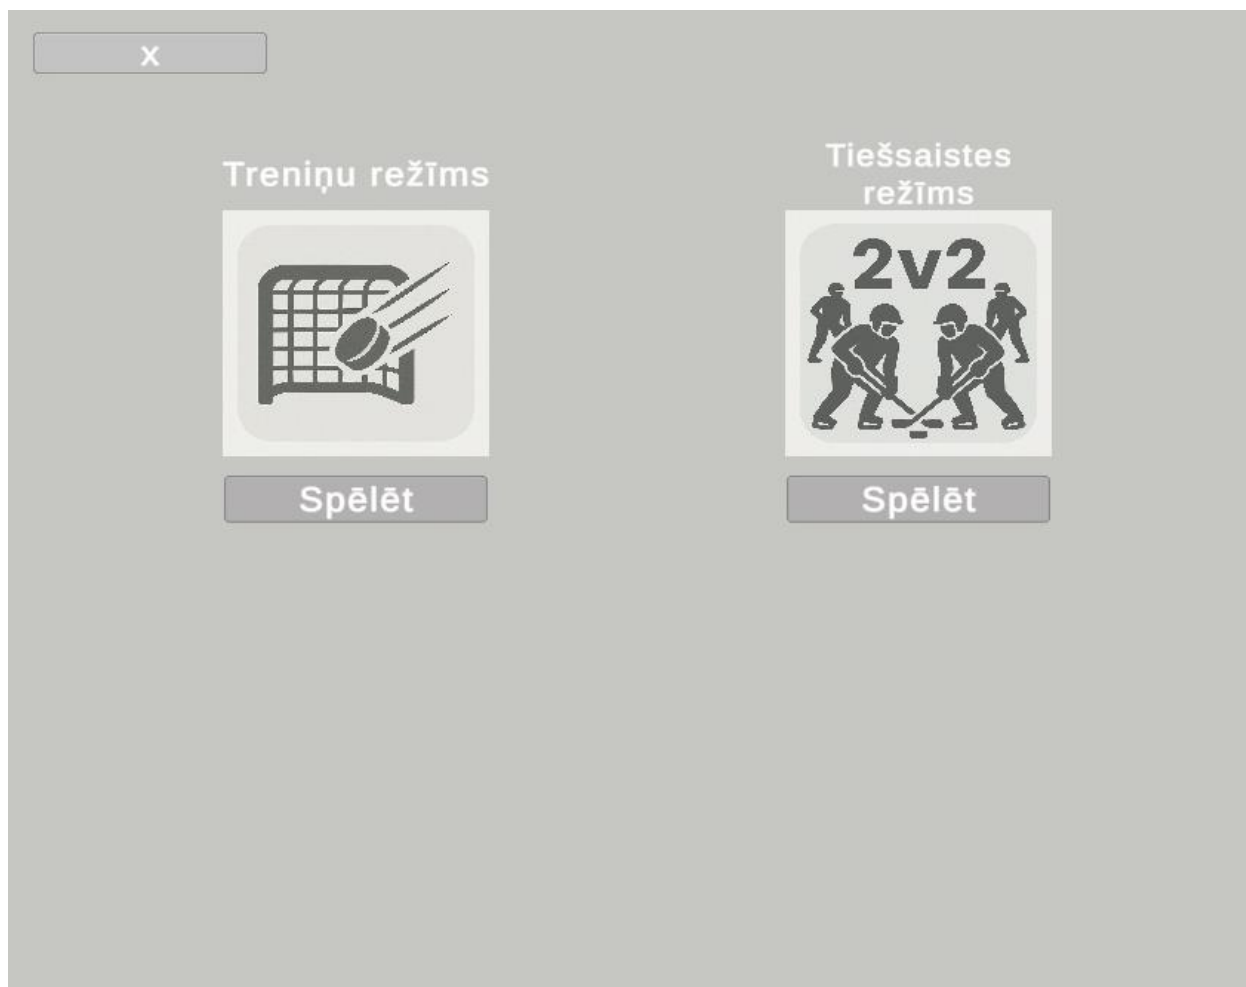 x
Treniņu režīms
Tiešsaistes
režīms
2v2
Spēlēt
Spēlēt